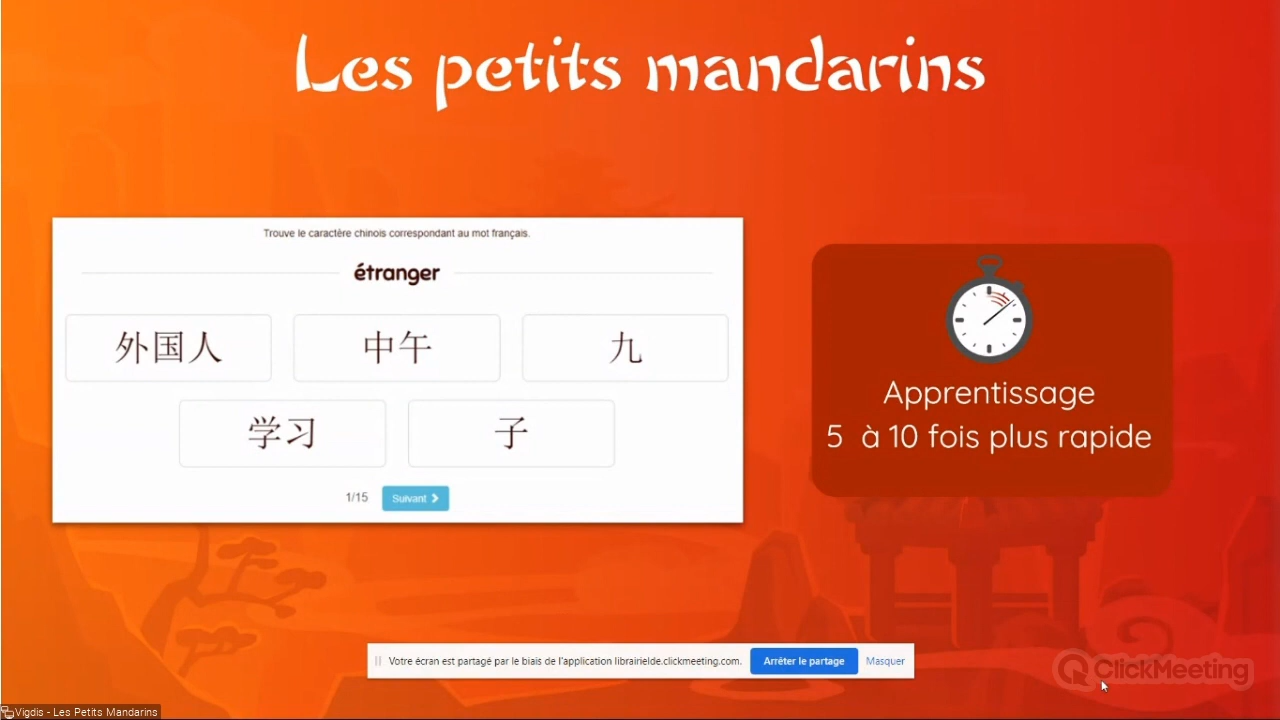 Les petits mandarins
Trouve le caractère chinois correspondant au mot français.
étranger
外国人
中午
九
学习
子
1/15
Suivant
Apprentissage
5 à 10 fois plus rapide
Votre écran est partagé par le biais de l'application librairielde.clickmeeting.com.
Arrêter le partage
Masquer
ClickMeeting
Vigdis - Les Petits Mandarins